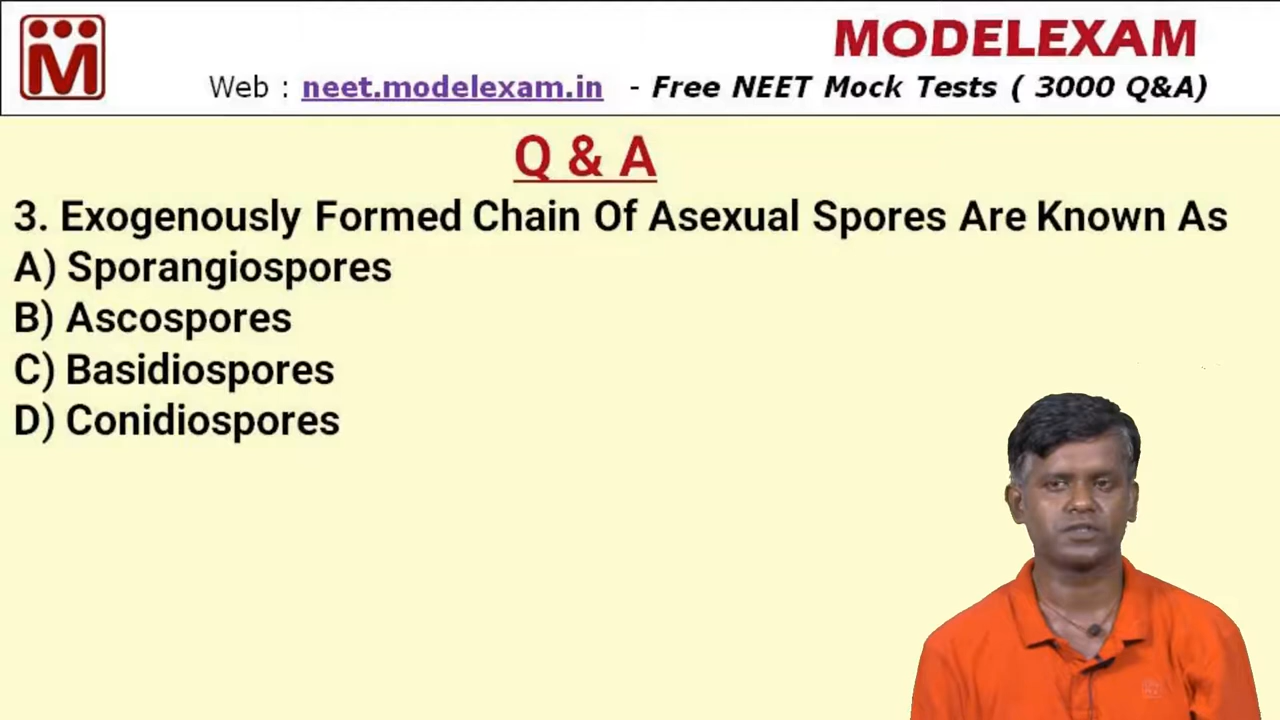 MODELEXAM
M
Web : neet.modelexam.in - Free NEET Mock Tests ( 3000 Q&A)
Q & A
3. Exogenously Formed Chain Of Asexual Spores Are Known As
A) Sporangiospores
B) Ascospores
C) Basidiospores
D) Conidiospores